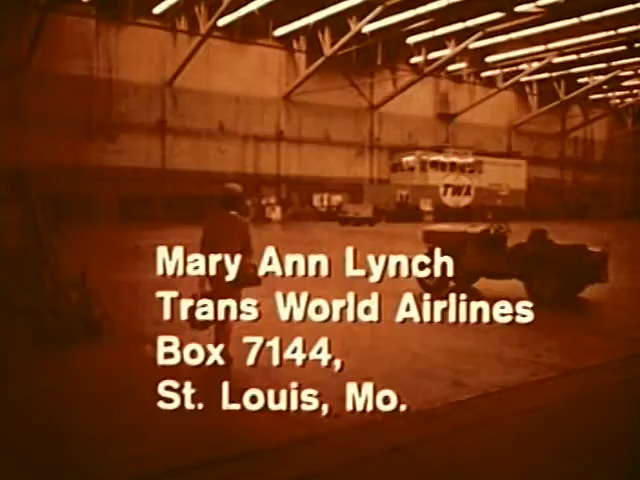 TWA
Mary Ann Lynch
Trans World Airlines
Box 7144,
St. Louis, Mo.